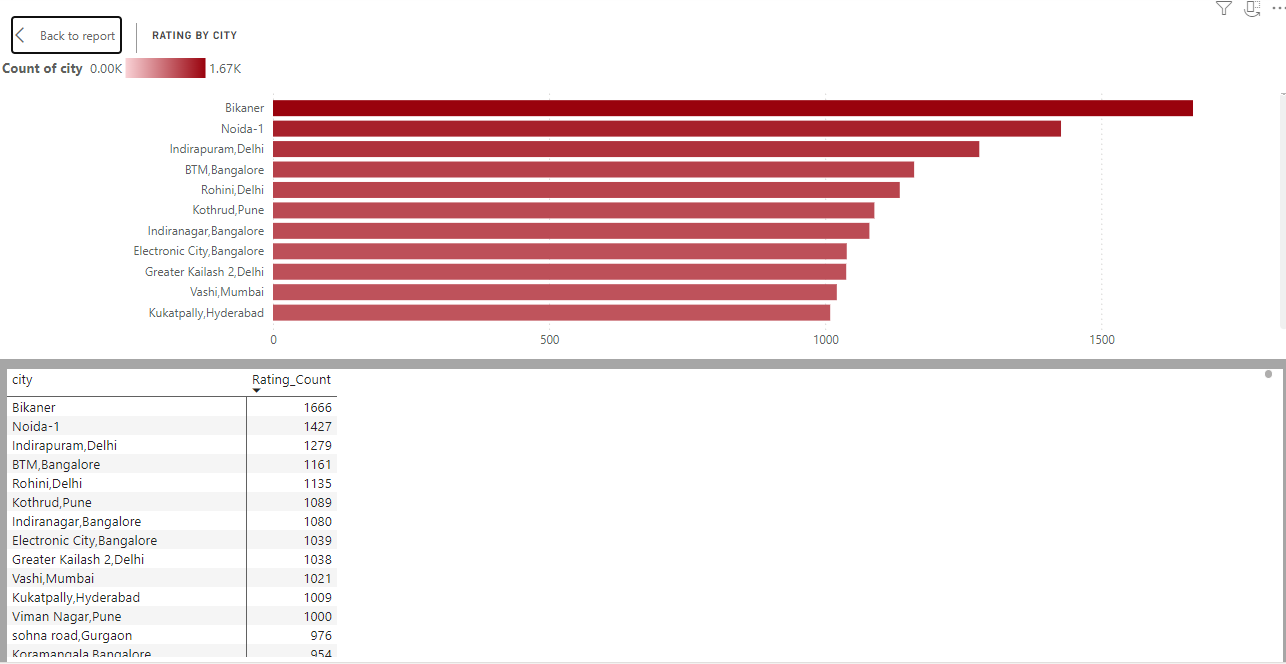 Back to report
RATING BY CITY
Count of city 0.00K 1.67K
Bikaner
Noida-1
Indirapuram,Delhi
BTM,Bangalore
Rohini,Delhi
Kothrud,Pune
Indiranagar,Bangalore
Electronic City,Bangalore
Greater Kailash 2,Delhi
Vashi,Mumbai
Kukatpally,Hyderabad
0 500 1000 1500
city Rating_Count
Bikaner 1666
Noida-1 1427
Indirapuram,Delhi 1279
BTM,Bangalore 1161
Rohini,Delhi 1135
Kothrud,Pune 1089
Indiranagar,Bangalore 1080
Electronic City,Bangalore 1039
Greater Kailash 2,Delhi 1038
Vashi,Mumbai 1021
Kukatpally,Hyderabad 1009
Viman Nagar,Pune 1000
sohna road,Gurgaon 976
Koramangala,Bangalore 954